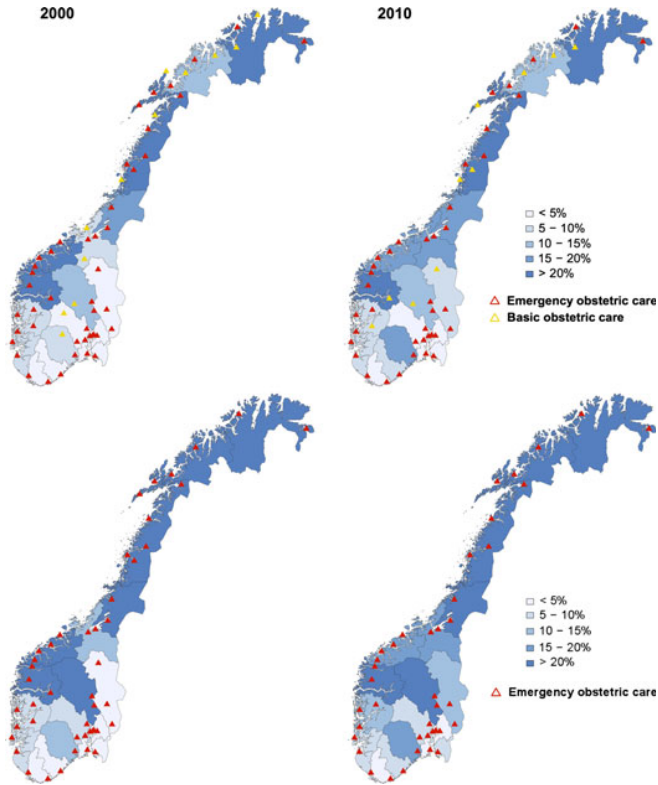 2000
2010
< 5%
5 – 10%
10 – 15%
15 – 20%
> 20%
Emergency obstetric care
Basic obstetric care
< 5%
5 – 10%
10 – 15%
15 – 20%
> 20%
Emergency obstetric care